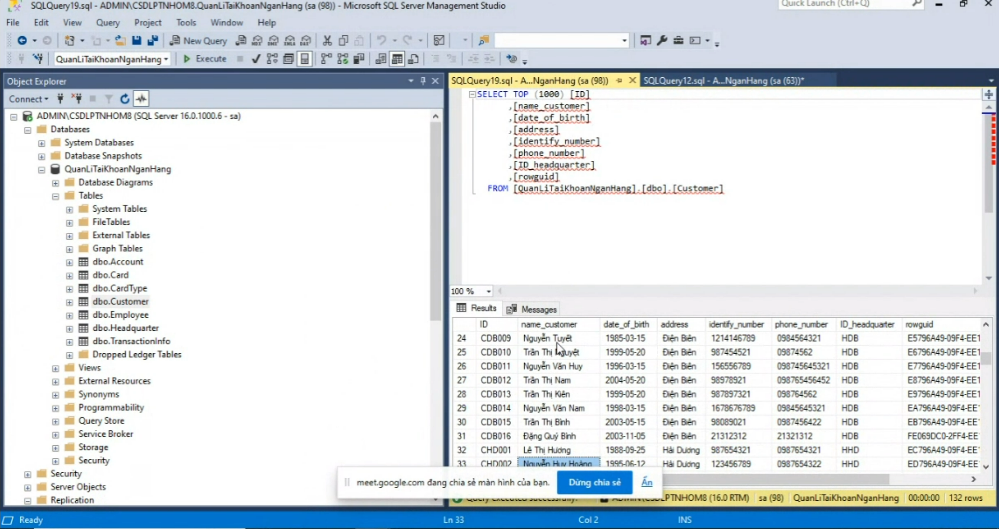 SQLQuery19.sql - ADMIN\CSDLPTNHOM8.QuanLiTaiKhoanNganHang (sa (98)) - Microsoft SQL Server Management Studio
Quick Launch (Ctrl+Q)
File Edit View Query Project Tools Window Help
New Query
QuanLiTaiKhoanNganHang Execute
Object Explorer
SQLQuery19.sql - A...NganHang (sa (98)) SQLQuery12.sql - A...NganHang (sa (63))*
Connect
ADMIN\CSDLPTNHOM8 (SQL Server 16.0.1000.6 - sa)
Databases
System Databases
Database Snapshots
QuanLiTaiKhoanNganHang
Database Diagrams
Tables
System Tables
FileTables
External Tables
Graph Tables
dbo.Account
dbo.Card
dbo.CardType
dbo.Customer
dbo.Employee
dbo.Headquarter
dbo.TransactionInfo
Dropped Ledger Tables
Views
External Resources
Synonyms
Programmability
Query Store
Service Broker
Storage
Security
Security
Server Objects
Replication
SELECT TOP (1000) [ID]
,[name_customer]
,[date_of_birth]
,[address]
,[identify_number]
,[phone_number]
,[ID_headquarter]
,[rowguid]
FROM [QuanLiTaiKhoanNganHang].[dbo].[Customer]
100 %
Results Messages
ID name_customer date_of_birth address identify_number phone_number ID_headquarter rowguid
24 CDB009 Nguyễn Tuyết 1985-03-15 Điện Biên 1214146789 0984564321 HDB E5796A49-09F4-EE1
25 CDB010 Trần Thị Nguyệt 1999-05-20 Điện Biên 987454521 09874562 HDB E6796A49-09F4-EE1
26 CDB011 Nguyễn Văn Huy 1996-03-15 Điện Biên 156556789 098745645321 HDB E7796A49-09F4-EE1
27 CDB012 Trần Thị Nam 2004-05-20 Điện Biên 98978921 098765456452 HDB E8796A49-09F4-EE1
28 CDB013 Trần Thị Kiên 1999-05-20 Điện Biên 987897321 098764562 HDB E9796A49-09F4-EE1
29 CDB014 Nguyễn Văn Nam 1998-03-15 Điện Biên 1678676789 09845645321 HDB EA796A49-09F4-EE
30 CDB015 Trần Thị Bình 2003-05-15 Điện Biên 98089021 0987456422 HDB EB796A49-09F4-EE
31 CDB016 Đặng Quý Bình 2003-11-05 Điện Biên 21312312 21321312 HDB FE069DC0-2FF4-EE
32 CHD001 Lê Thị Hương 1988-09-25 Hải Dương 987654321 0987654321 HHD EC796A49-09F4-EE1
33 CHD002 Nguyễn Huy Hoàng 1995-06-12 Hải Dương 123456789 0987654322 HHD ED796A49-09F4-EE
meet.google.com đang chia sẻ màn hình của bạn. Dừng chia sẻ Ẩn
Query executed successfully. ADMIN\CSDLPTNHOM8 (16.0 RTM) sa (98) QuanLiTaiKhoanNganHang 00:00:00 132 rows
Ready Ln 33 Col 2 INS